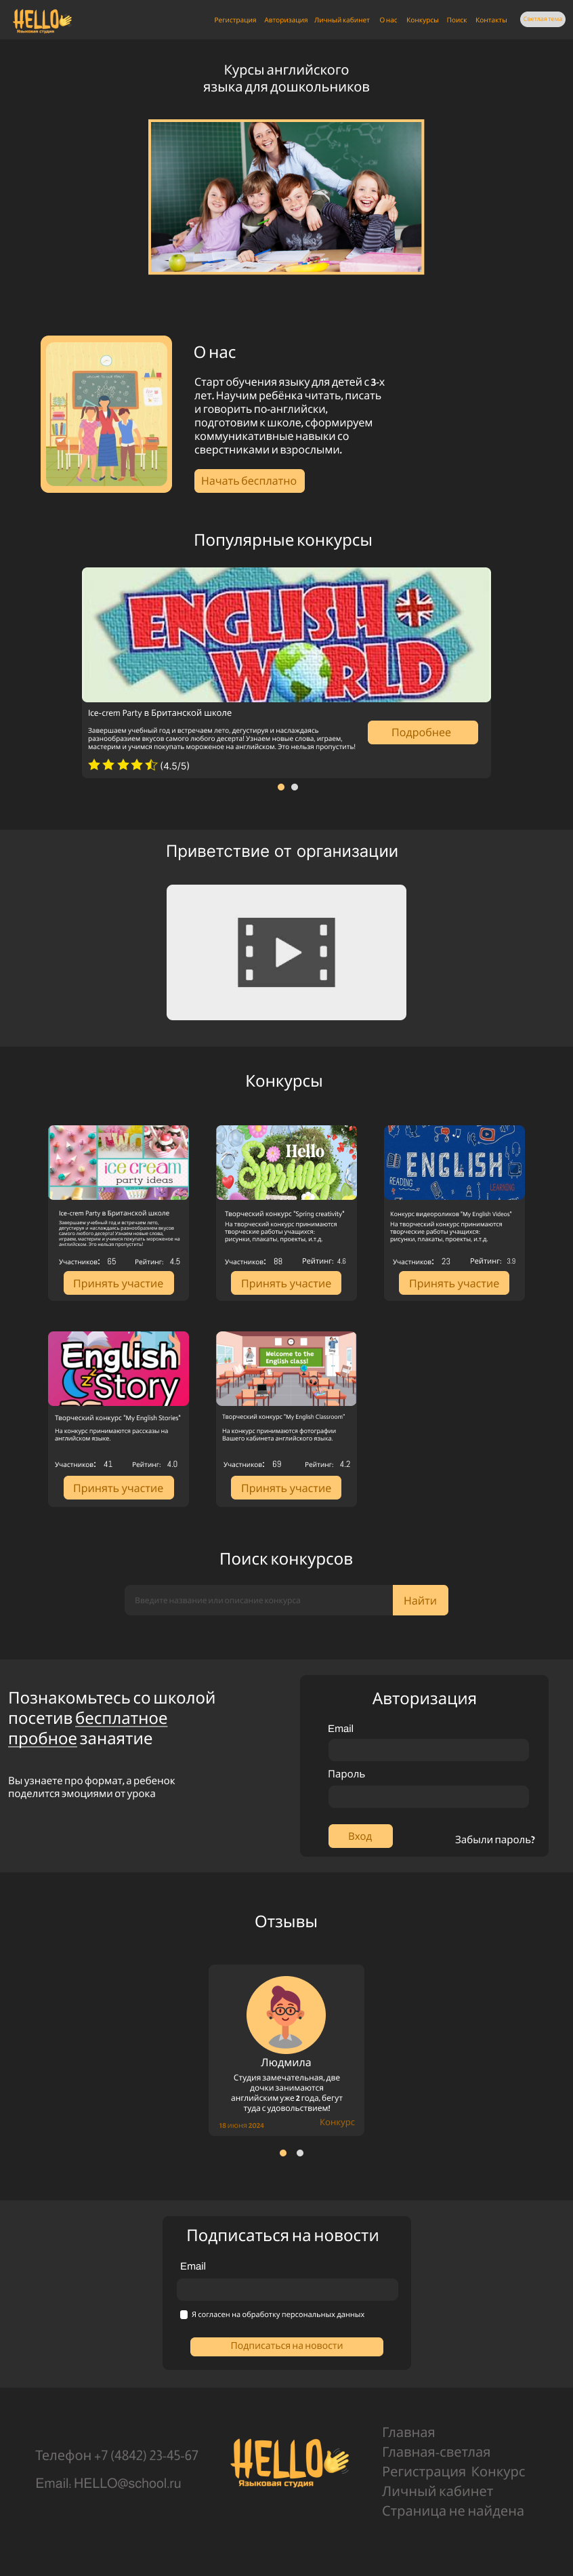 HELLO
Языковая студия
Регистрация Авторизация Личный кабинет О нас Конкурсы Поиск Контакты
Светлая тема
Курсы английского
языка для дошкольников
О нас
Старт обучения языку для детей с 3-х
лет. Научим ребёнка читать, писать
и говорить по-английски,
подготовим к школе, сформируем
коммуникативные навыки со
сверстниками и взрослыми.
Начать бесплатно
Популярные конкурсы
ENGLISH
WORLD
Ice-crem Party в Британской школе
Завершаем учебный год и встречаем лето, дегустируя и наслаждаясь
разнообразием вкусов самого любого десерта! Узнаем новые слова, играем,
мастерим и учимся покупать мороженое на английском. Это нельзя пропустить!
Подробнее
(4.5/5)
Приветствие от организации
Конкурсы
TWO
ice cream
party ideas
Ice-crem Party в Британской школе
Завершаем учебный год и встречаем лето,
дегустируя и наслаждаясь разнообразием вкусов
самого любого десерта! Узнаем новые слова,
играем, мастерим и учимся покупать мороженое на
английском. Это нельзя пропустить!
Участников: 65 Рейтинг: 4.5
Принять участие
Hello
Summer
Творческий конкурс "Spring creativity"
На творческий конкурс принимаются
творческие работы учащихся:
рисунки, плакаты, проекты, и.т.д.
Участников: 88 Рейтинг: 4.6
Принять участие
READING
ENGLISH
LEARNING
Конкурс видеороликов "My English Videos"
На творческий конкурс принимаются
творческие работы учащихся:
рисунки, плакаты, проекты, и.т.д.
Участников: 23 Рейтинг: 3.9
Принять участие
English
Story
Творческий конкурс "My English Stories"
На конкурс принимаются рассказы на
английском языке.
Участников: 41 Рейтинг: 4.0
Принять участие
Welcome to the
English class!
Творческий конкурс "My English Classroom"
На конкурс принимаются фотографии
Вашего кабинета английского языка.
Участников: 69 Рейтинг: 4.2
Принять участие
Поиск конкурсов
Введите название или описание конкурса
Найти
Познакомьтесь со школой
посетив бесплатное
пробное занаятие
Вы узнаете про формат, а ребенок
поделится эмоциями от урока
Авторизация
Email
Пароль
Вход
Забыли пароль?
Отзывы
Людмила
Студия замечательная, две
дочки занимаются
английским уже 2 года, бегут
туда с удовольствием!
18 июня 2024
Конкурс
Подписаться на новости
Email
Я согласен на обработку персональных данных
Подписаться на новости
Телефон +7 (4842) 23-45-67
Email: HELLO@school.ru
HELLO
Языковая студия
Главная
Главная-светлая
Регистрация Конкурс
Личный кабинет
Страница не найдена